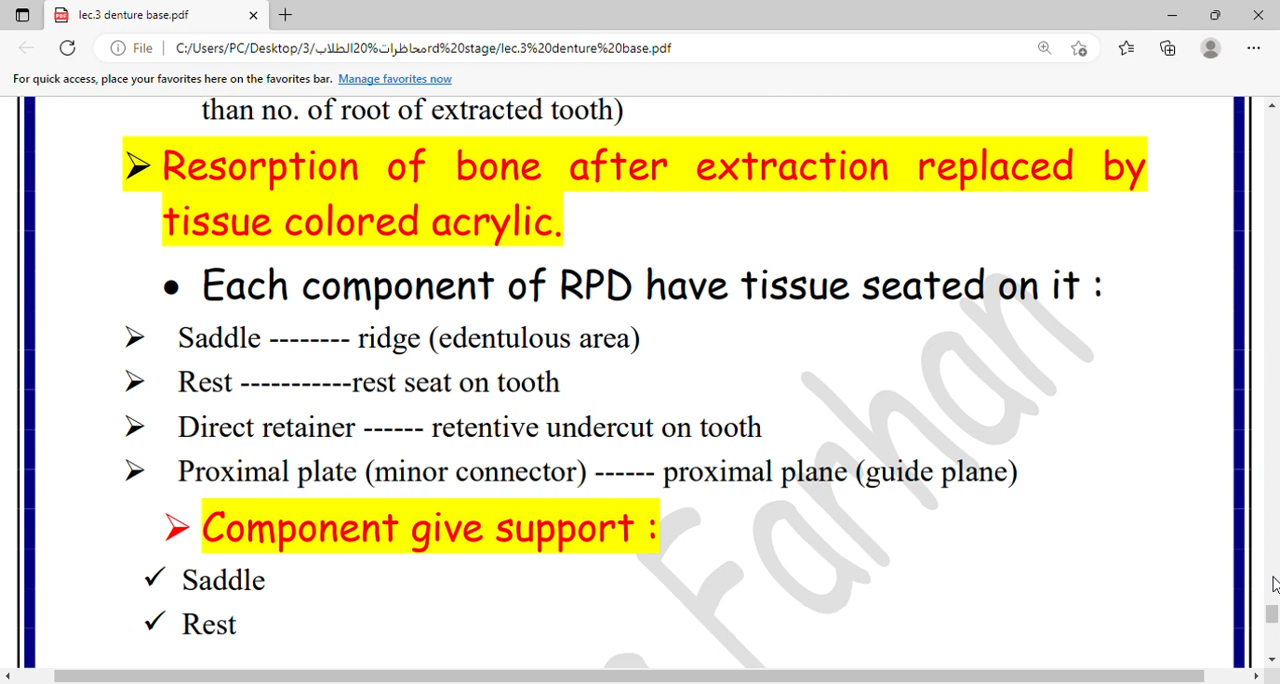 lec.3 denture base.pdf
File C:/Users/PC/Desktop/3/محاظرات%20الطلابrd%20stage/lec.3%20denture%20base.pdf
For quick access, place your favorites here on the favorites bar. Manage favorites now
than no. of root of extracted tooth)
➢ Resorption of bone after extraction replaced by
tissue colored acrylic.
• Each component of RPD have tissue seated on it :
➢ Saddle -------- ridge (edentulous area)
➢ Rest -----------rest seat on tooth
➢ Direct retainer ------ retentive undercut on tooth
➢ Proximal plate (minor connector) ------ proximal plane (guide plane)
➢ Component give support :
✓ Saddle
✓ Rest
Farhan